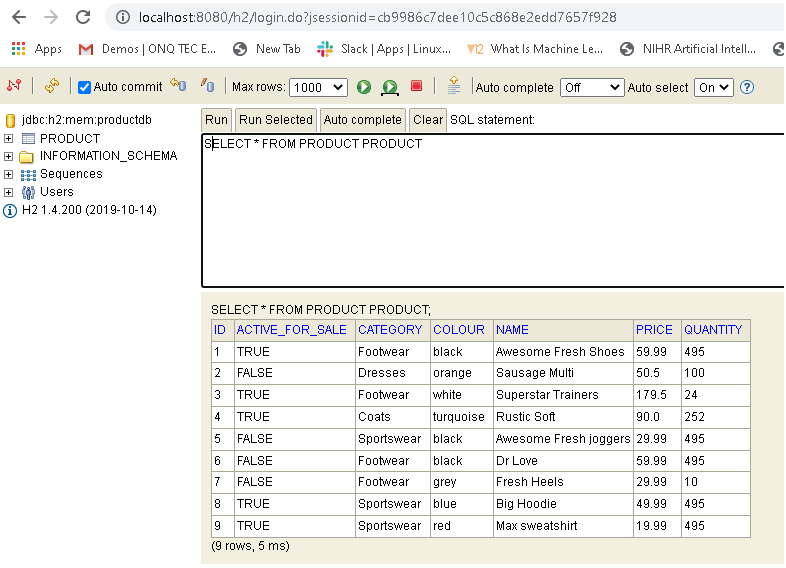 localhost:8080/h2/login.do?jsessionid=cb9986c7dee10c5c868e2edd7657f928
Apps Demos | ONQ TEC E... New Tab Slack | Apps | Linux... V12 What Is Machine Le... NIHR Artificial Intell...
Auto commit Max rows: 1000 Auto complete Off Auto select On
jdbc:h2:mem:productdb
PRODUCT
INFORMATION_SCHEMA
Sequences
Users
H2 1.4.200 (2019-10-14)
Run Run Selected Auto complete Clear SQL statement:
SELECT * FROM PRODUCT PRODUCT
SELECT * FROM PRODUCT PRODUCT;
ID ACTIVE_FOR_SALE CATEGORY COLOUR NAME PRICE QUANTITY
1 TRUE Footwear black Awesome Fresh Shoes 59.99 495
2 FALSE Dresses orange Sausage Multi 50.5 100
3 TRUE Footwear white Superstar Trainers 179.5 24
4 TRUE Coats turquoise Rustic Soft 90.0 252
5 FALSE Sportswear black Awesome Fresh joggers 29.99 495
6 FALSE Footwear black Dr Love 59.99 495
7 FALSE Footwear grey Fresh Heels 29.99 10
8 TRUE Sportswear blue Big Hoodie 49.99 495
9 TRUE Sportswear red Max sweatshirt 19.99 495
(9 rows, 5 ms)